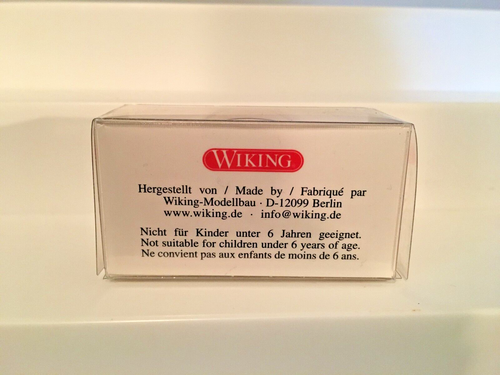 WIKING
Hergestellt von / Made by / Fabriqué par
Wiking-Modellbau · D-12099 Berlin
www.wiking.de · info@wiking.de
Nicht für Kinder unter 6 Jahren geeignet.
Not suitable for children under 6 years of age.
Ne convient pas aux enfants de moins de 6 ans.